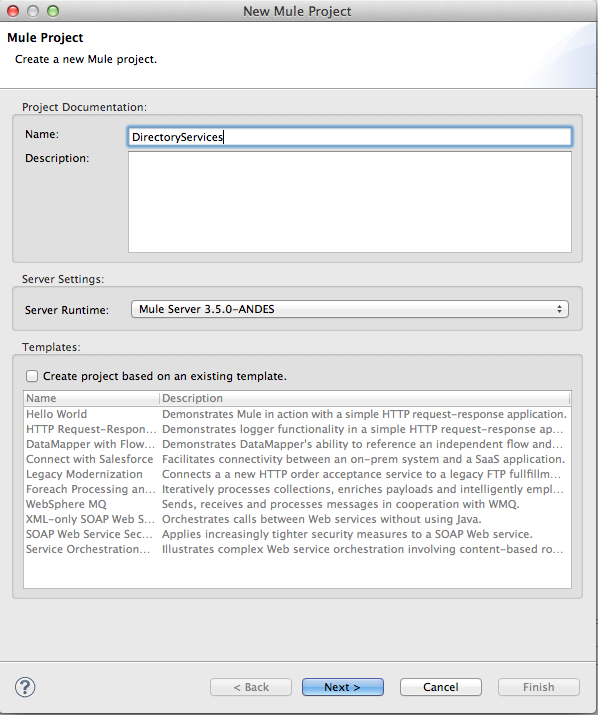 New Mule Project
Mule Project
Create a new Mule project.
Project Documentation:
Name:
DirectoryServices
Description:
Server Settings:
Server Runtime:
Mule Server 3.5.0-ANDES
Templates:
Create project based on an existing template.
Name Description
Hello World Demonstrates Mule in action with a simple HTTP request-response application.
HTTP Request-Respon... Demonstrates logger functionality in a simple HTTP request-response ap...
DataMapper with Flow... Demonstrates DataMapper's ability to reference an independent flow and...
Connect with Salesforce Facilitates connectivity between an on-prem system and a SaaS application.
Legacy Modernization Connects a a new HTTP order acceptance service to a legacy FTP fullfillm...
Foreach Processing an... Iteratively processes collections, enriches payloads and intelligently empl...
WebSphere MQ Sends, receives and processes messages in cooperation with WMQ.
XML-only SOAP Web S... Orchestrates calls between Web services without using Java.
SOAP Web Service Sec... Applies increasingly tighter security measures to a SOAP Web service.
Service Orchestration... Illustrates complex Web service orchestration involving content-based ro...
?
< Back
Next >
Cancel
Finish